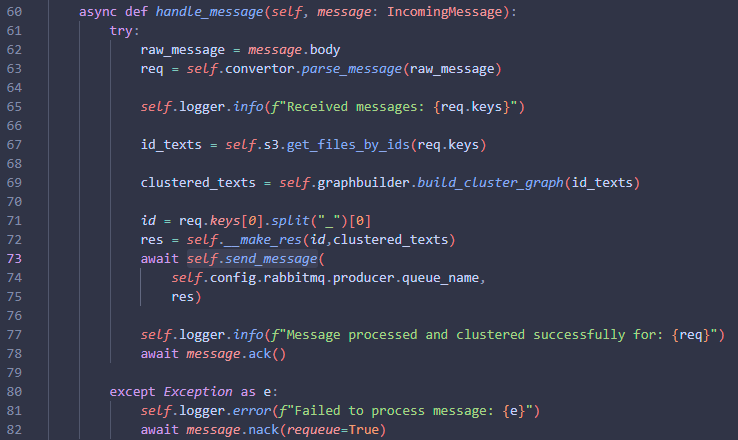 60 async def handle_message(self, message: IncomingMessage):
61 try:
62 raw_message = message.body
63 req = self.convertor.parse_message(raw_message)
64
65 self.logger.info(f"Received messages: {req.keys}")
66
67 id_texts = self.s3.get_files_by_ids(req.keys)
68
69 clustered_texts = self.graphbuilder.build_cluster_graph(id_texts)
70
71 id = req.keys[0].split("_")[0]
72 res = self.__make_res(id,clustered_texts)
73 await self.send_message(
74 self.config.rabbitmq.producer.queue_name,
75 res)
76
77 self.logger.info(f"Message processed and clustered successfully for: {req}")
78 await message.ack()
79
80 except Exception as e:
81 self.logger.error(f"Failed to process message: {e}")
82 await message.nack(requeue=True)